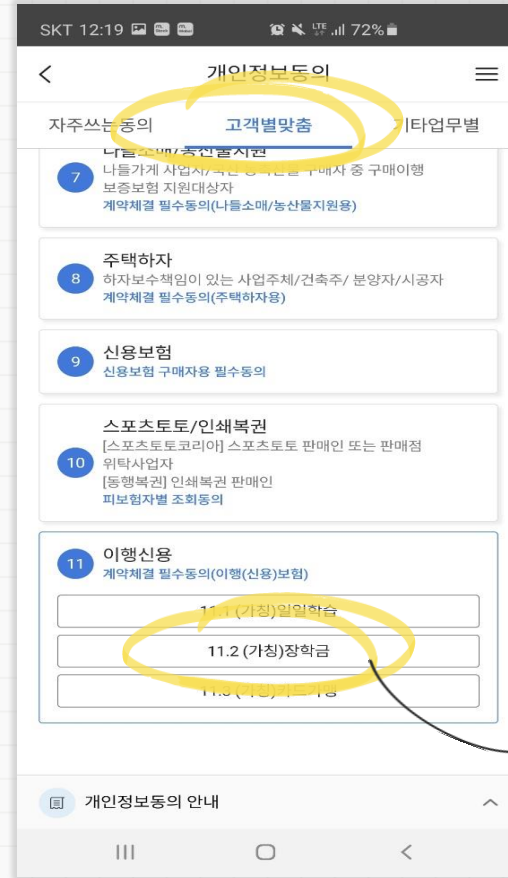 SKT 12:19 LTE 72%
개인정보동의
자주쓰는동의 고객별맞춤 기타업무별
7
나들가게 사업자/ 중 구매이행
보증보험 지원대상자
계약체결 필수동의(나들소매/농산물지원용)
8
주택하자
하자보수책임이 있는 사업주체/건축주/ 분양자/시공자
계약체결 필수동의(주택하자용)
9
신용보험
신용보험 구매자용 필수동의
10
스포츠토토/인쇄복권
[스포츠토토코리아] 스포츠토토 판매인 또는 판매점
위탁사업자
[동행복권] 인쇄복권 판매인
피보험자별 조회동의
11
이행신용
계약체결 필수동의(이행(신용)보험)
11.1 (가칭)일일학습
11.2 (가칭)장학금
11.3 (가칭)카드가맹
개인정보동의 안내